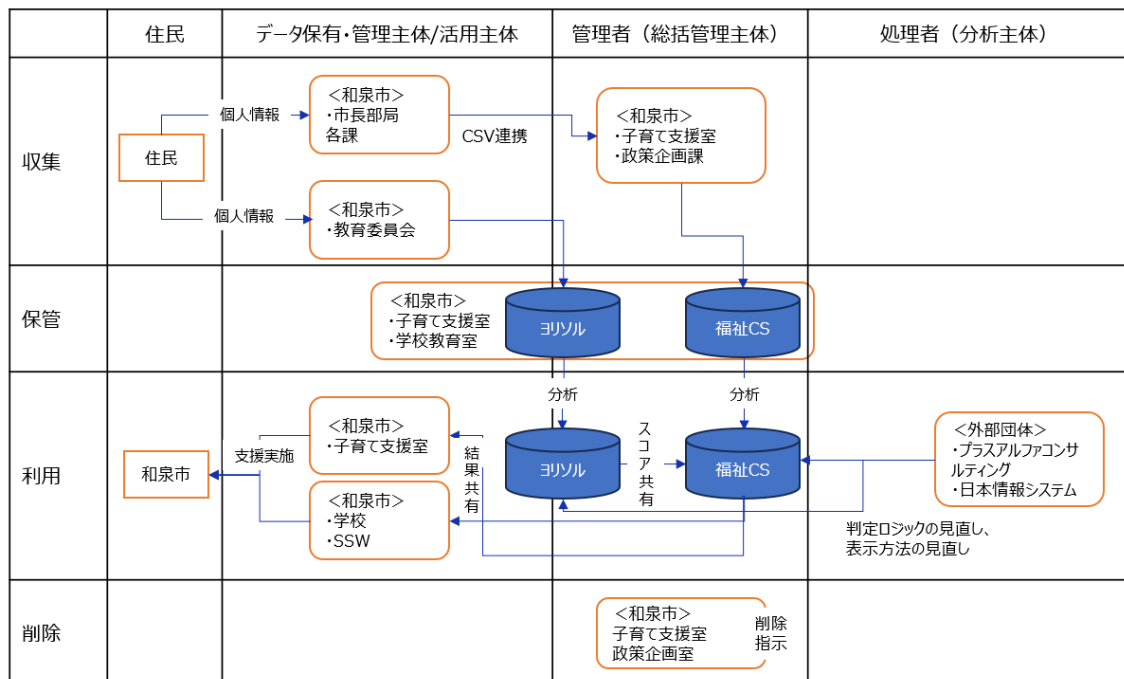 住民
データ保有・管理主体/活用主体
管理者（総括管理主体）
処理者（分析主体）
収集
住民
個人情報
個人情報
＜和泉市＞
・市長部局
各課
CSV連携
＜和泉市＞
・子育て支援室
・政策企画課
＜和泉市＞
・教育委員会
保管
＜和泉市＞
・子育て支援室
・学校教育室
ヨリソル
福祉CS
利用
分析
分析
和泉市
支援実施
＜和泉市＞
・子育て支援室
＜和泉市＞
・学校
・SSW
結果共有
ヨリソル
スコア共有
福祉CS
＜外部団体＞
・プラスアルファコンサ
ルティング
・日本情報システム
判定ロジックの見直し、
表示方法の見直し
削除
＜和泉市＞
子育て支援室
政策企画室
削除
指示